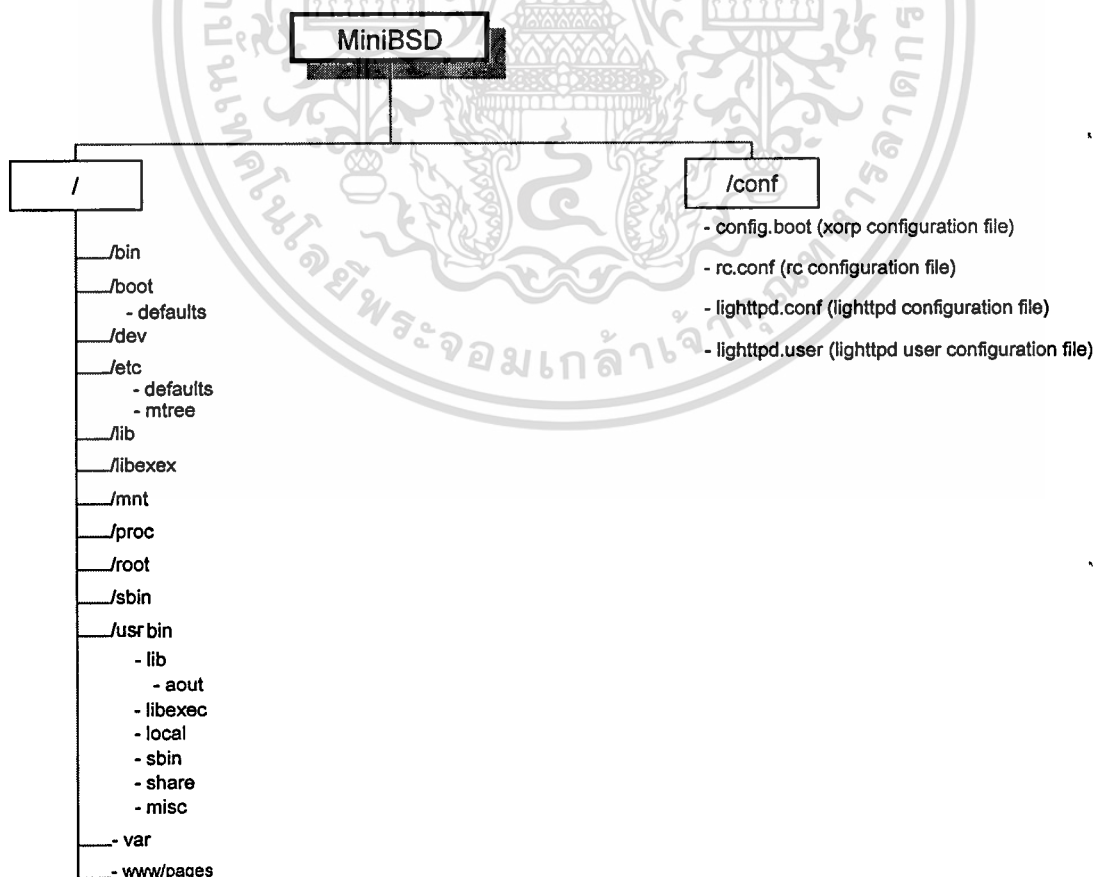 MiniBSD
/
/bin
/boot
- defaults
/dev
/etc
- defaults
- mtree
/lib
/libexex
/mnt
/proc
/root
/sbin
/usr bin
- lib
- aout
- libexec
- local
- sbin
- share
- misc
- var
- www/pages
/conf
- config.boot (xorp configuration file)
- rc.conf (rc configuration file)
- lighttpd.conf (lighttpd configuration file)
- lighttpd.user (lighttpd user configuration file)